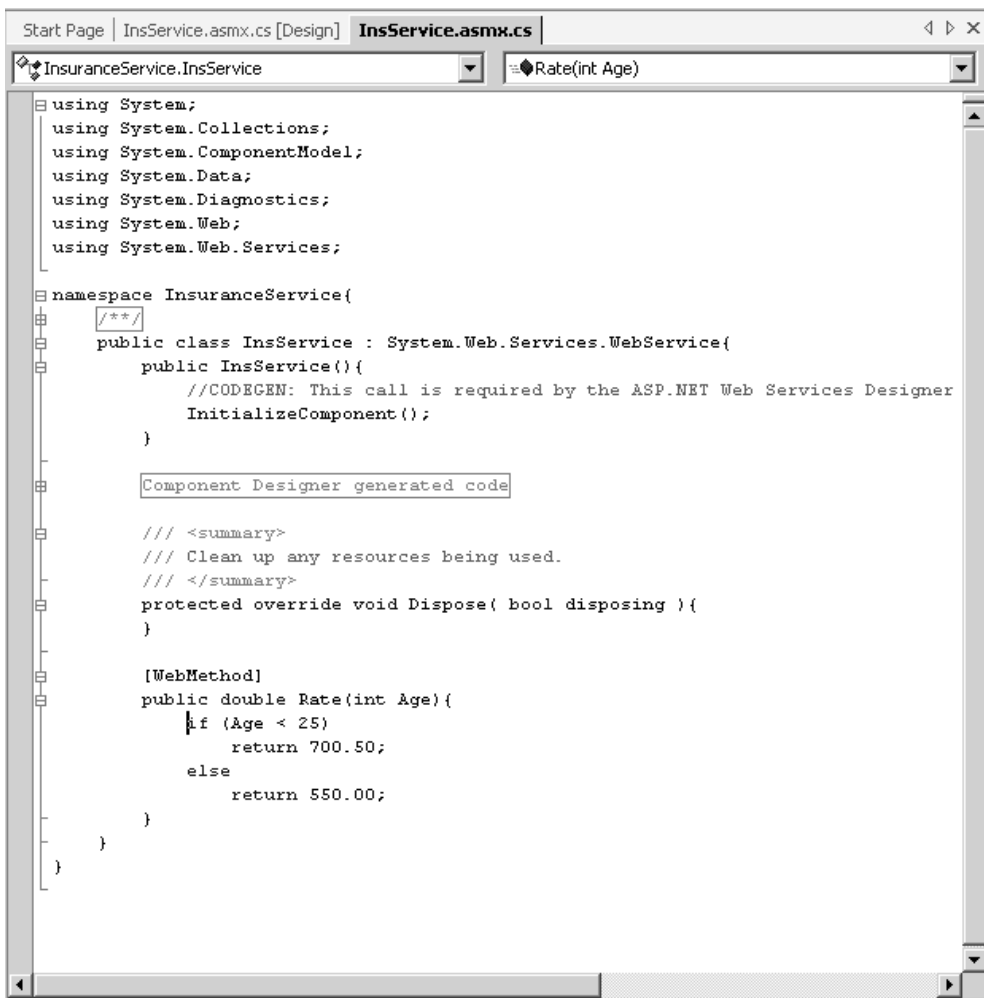 Start Page InsService.asmx.cs [Design] InsService.asmx.cs
InsuranceService.InsService Rate(int Age)
using System;
using System.Collections;
using System.ComponentModel;
using System.Data;
using System.Diagnostics;
using System.Web;
using System.Web.Services;
namespace InsuranceService{
/**/
public class InsService : System.Web.Services.WebService{
public InsService(){
//CODEGEN: This call is required by the ASP.NET Web Services Designer
InitializeComponent();
}
Component Designer generated code
/// <summary>
/// Clean up any resources being used.
/// </summary>
protected override void Dispose( bool disposing ){
}
[WebMethod]
public double Rate(int Age){
if (Age < 25)
return 700.50;
else
return 550.00;
}
}
}